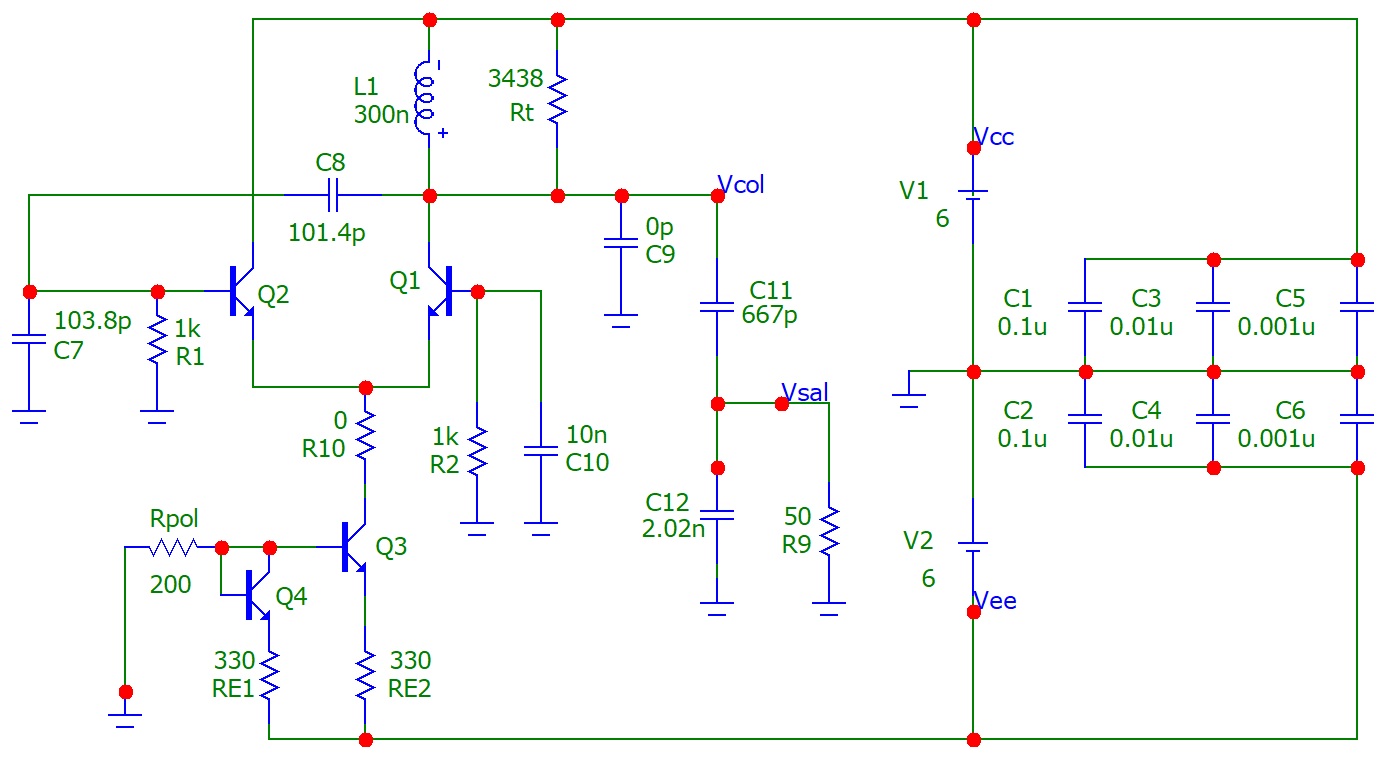 L1
300n
3438
Rt
C8
101.4p
Vcol
Vcc
V1
6
0p
C9
Q2
Q1
103.8p
C7
1k
R1
C11
667p
C1
0.1u
C3
0.01u
C5
0.001u
Vsal
0
R10
1k
R2
10n
C10
C2
0.1u
C4
0.01u
C6
0.001u
C12
2.02n
50
R9
Rpol
200
Q3
Q4
V2
6
Vee
330
RE1
330
RE2